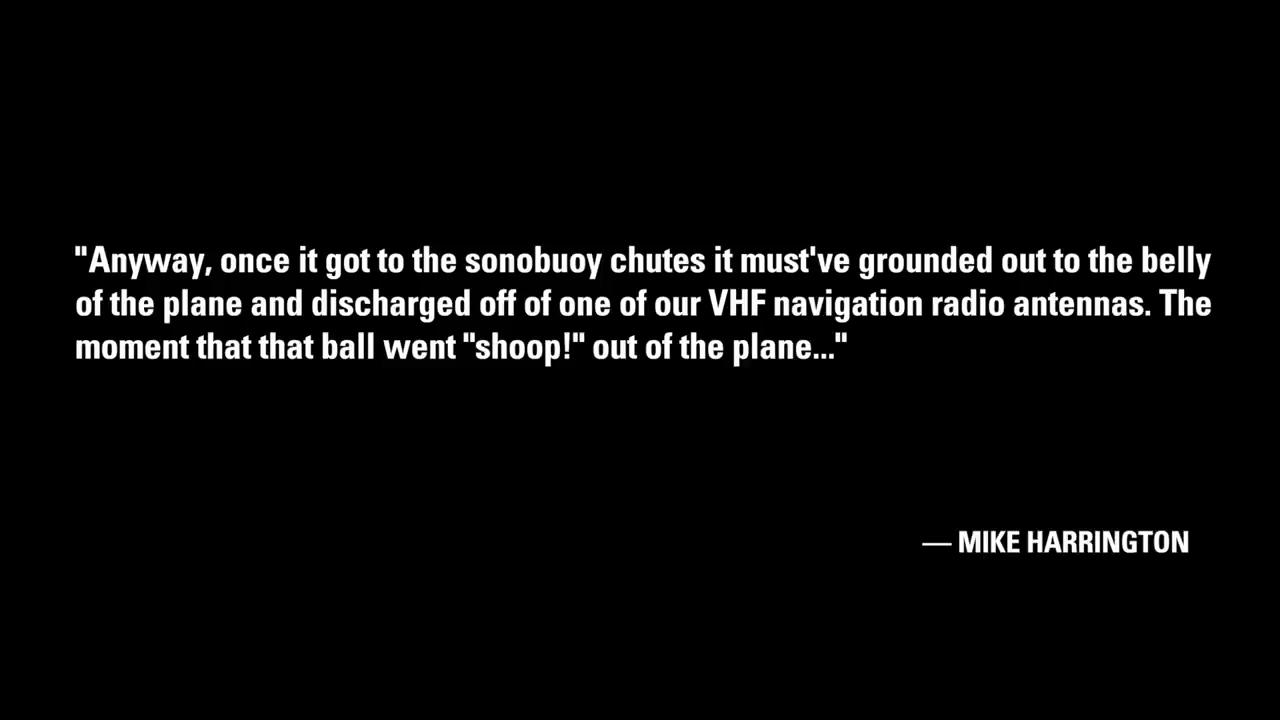 "Anyway, once it got to the sonobuoy chutes it must've grounded out to the belly
of the plane and discharged off of one of our VHF navigation radio antennas. The
moment that that ball went "shoop!" out of the plane..."
— MIKE HARRINGTON